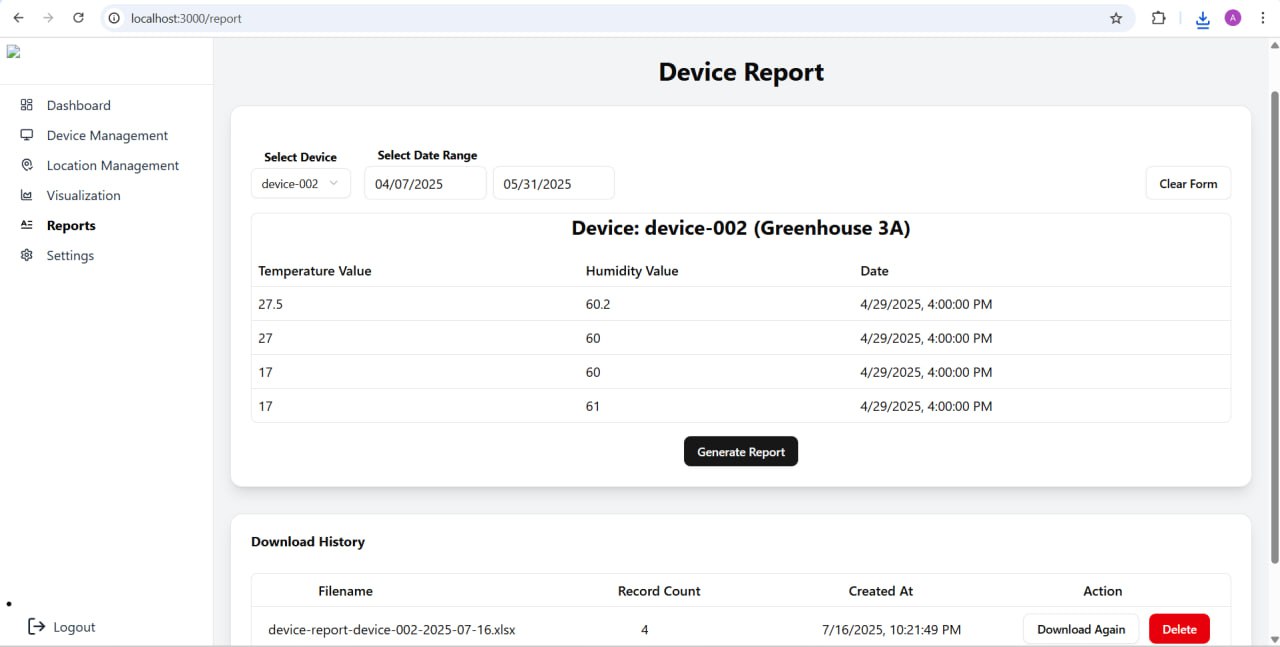 localhost:3000/report
A
Device Report
Dashboard
Device Management
Location Management
Visualization
Reports
Settings
Select Device
Select Date Range
device-002
04/07/2025
05/31/2025
Clear Form
Device: device-002 (Greenhouse 3A)
Temperature Value Humidity Value Date
27.5 60.2 4/29/2025, 4:00:00 PM
27 60 4/29/2025, 4:00:00 PM
17 60 4/29/2025, 4:00:00 PM
17 61 4/29/2025, 4:00:00 PM
Generate Report
Download History
Filename Record Count Created At Action
device-report-device-002-2025-07-16.xlsx 4 7/16/2025, 10:21:49 PM Download Again Delete
Logout